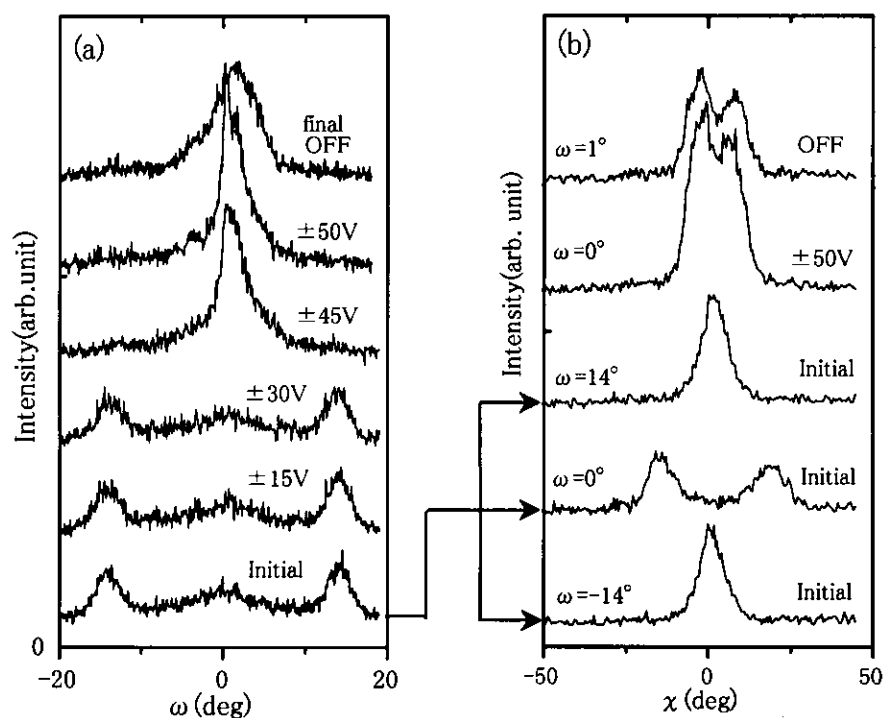 (a)
final
OFF
±50V
±45V
±30V
±15V
Initial
Intensity(arb.unit)
0
-20
0
20
ω(deg)
(b)
ω=1°
OFF
ω=0°
±50V
ω=14°
Initial
ω=0°
Initial
ω=-14°
Initial
Intensity(arb. unit)
-50
0
50
χ(deg)